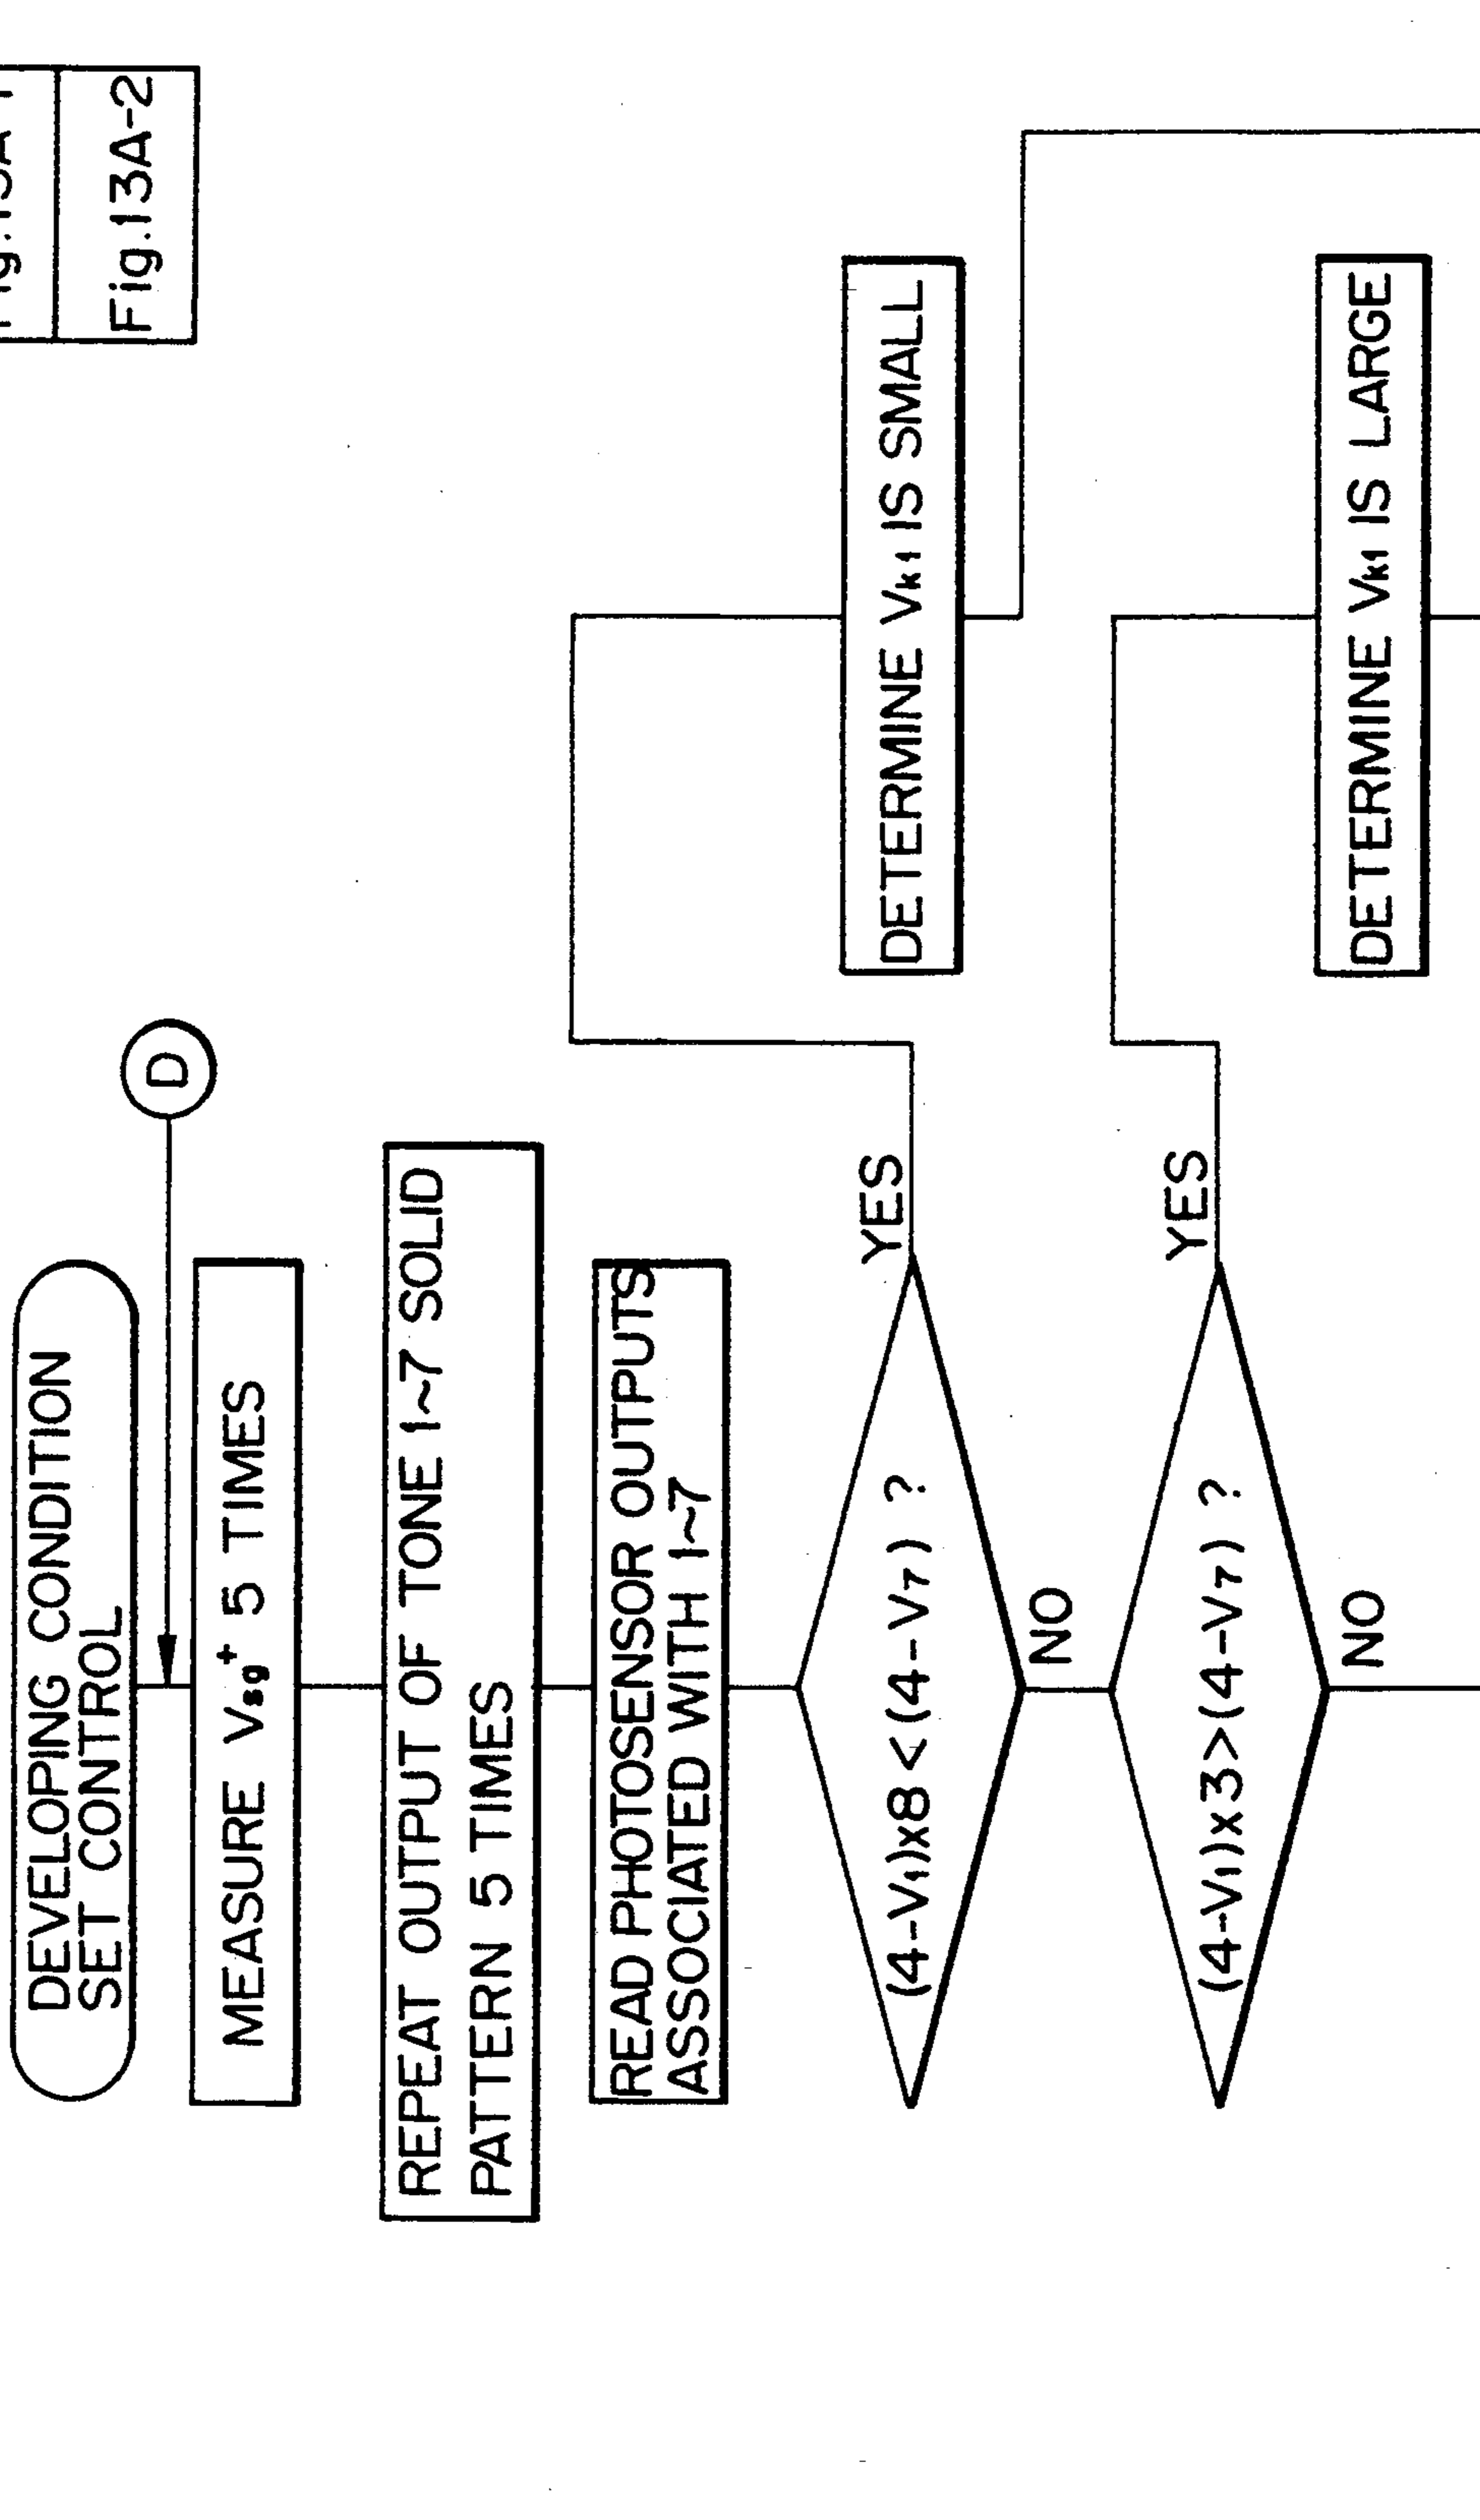 Fig.13A-2
DEVELOPING CONDITION
SET CONTROL
D
MEASURE Vsg⁺ 5 TIMES
REPEAT OUTPUT OF TONE 1~7 SOLID
PATTERN 5 TIMES
READ PHOTOSENSOR OUTPUTS
ASSOCIATED WITH 1~7
(4-V₁)x8<(4-V₇) ?
YES
NO
DETERMINE Vk1 IS SMALL
(4-V₁)x3>(4-V₇) ?
YES
NO
DETERMINE Vk1 IS LARGE